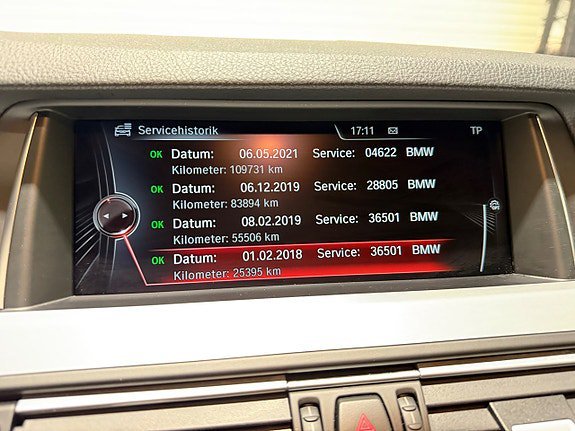 Servicehistorik 17:11 TP
OK Datum: 06.05.2021 Service: 04622 BMW
Kilometer: 109731 km
OK Datum: 06.12.2019 Service: 28805 BMW
Kilometer: 83894 km
OK Datum: 08.02.2019 Service: 36501 BMW
Kilometer: 55506 km
OK Datum: 01.02.2018 Service: 36501 BMW
Kilometer: 25395 km